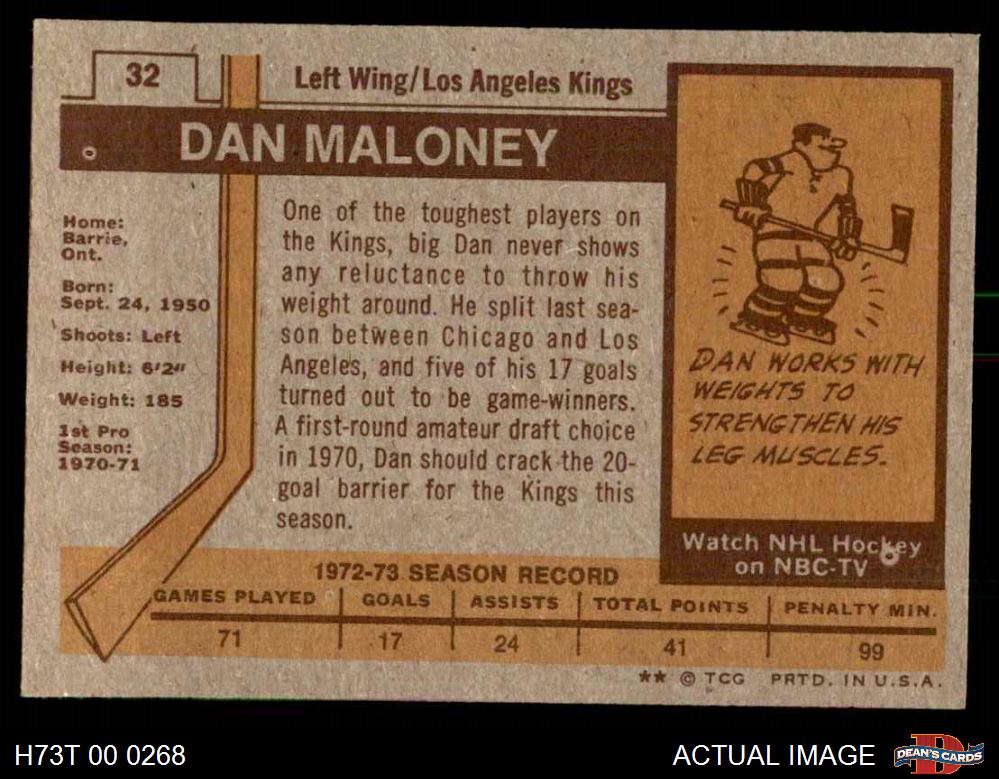 32
Left Wing/Los Angeles Kings
DAN MALONEY
Home:
Barrie,
Ont.
Born:
Sept. 24, 1950
Shoots: Left
Height: 6'2"
Weight: 185
1st Pro
Season:
1970-71
One of the toughest players on
the Kings, big Dan never shows
any reluctance to throw his
weight around. He split last sea-
son between Chicago and Los
Angeles, and five of his 17 goals
turned out to be game-winners.
A first-round amateur draft choice
in 1970, Dan should crack the 20-
goal barrier for the Kings this
season.
DAN WORKS WITH
WEIGHTS TO
STRENGTHEN HIS
LEG MUSCLES.
Watch NHL Hockey
on NBC-TV
1972-73 SEASON RECORD
GAMES PLAYED GOALS ASSISTS TOTAL POINTS PENALTY MIN.
71 17 24 41 99
** © TCG PRTD. IN U.S.A.
H73T 00 0268
ACTUAL IMAGE
DEAN'S CARDS